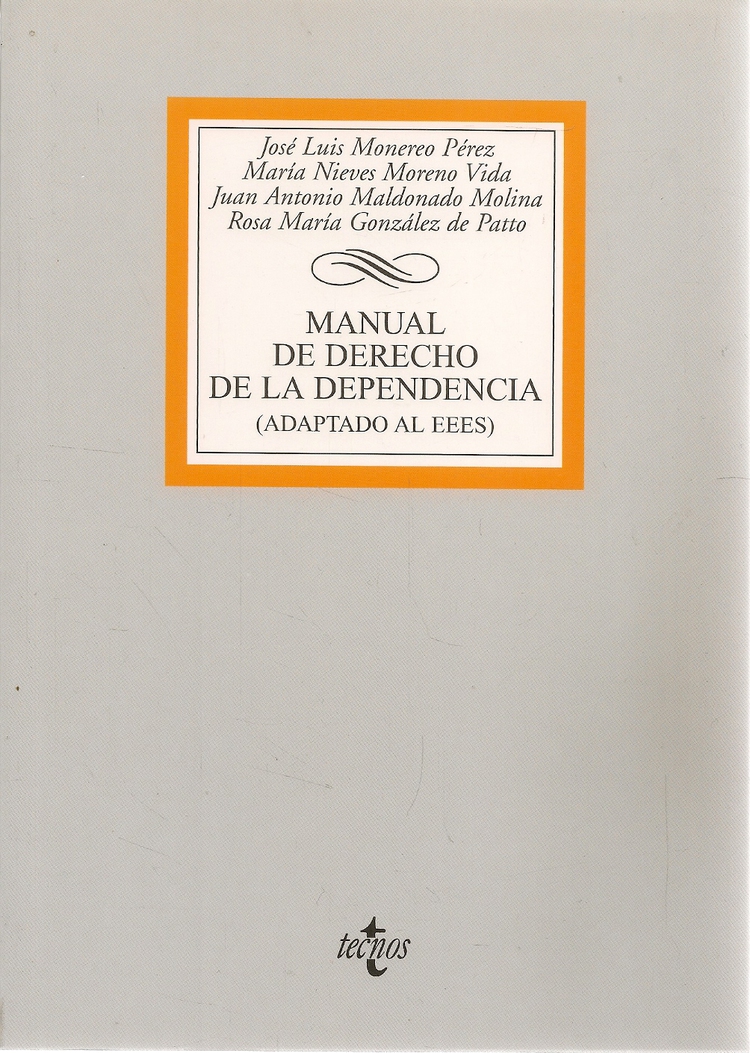 José Luis Monereo Pérez
María Nieves Moreno Vida
Juan Antonio Maldonado Molina
Rosa María González de Patto
MANUAL
DE DERECHO
DE LA DEPENDENCIA
(ADAPTADO AL EEES)
tecnos